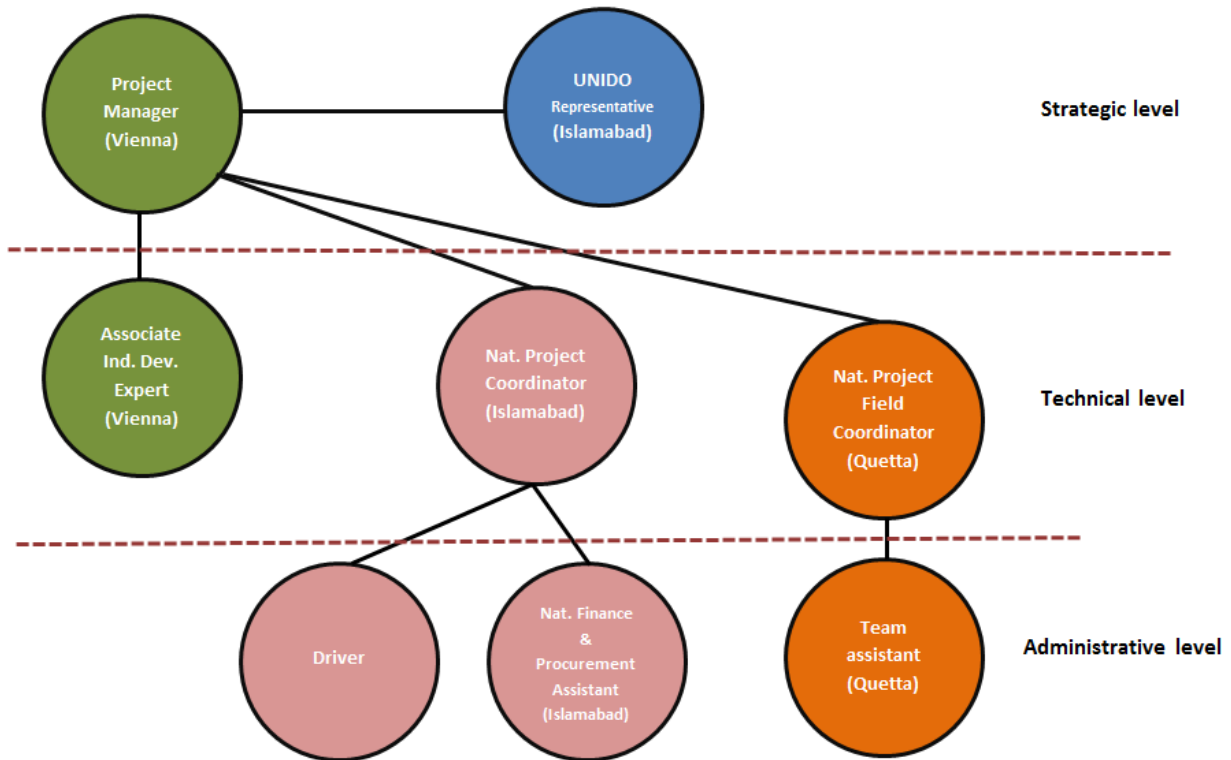 Project
Manager
(Vienna)
UNIDO
Representative
(Islamabad)
Strategic level
Associate
Ind. Dev.
Expert
(Vienna)
Nat. Project
Coordinator
(Islamabad)
Nat. Project
Field
Coordinator
(Quetta)
Technical level
Driver
Nat. Finance
&
Procurement
Assistant
(Islamabad)
Team
assistant
(Quetta)
Administrative level